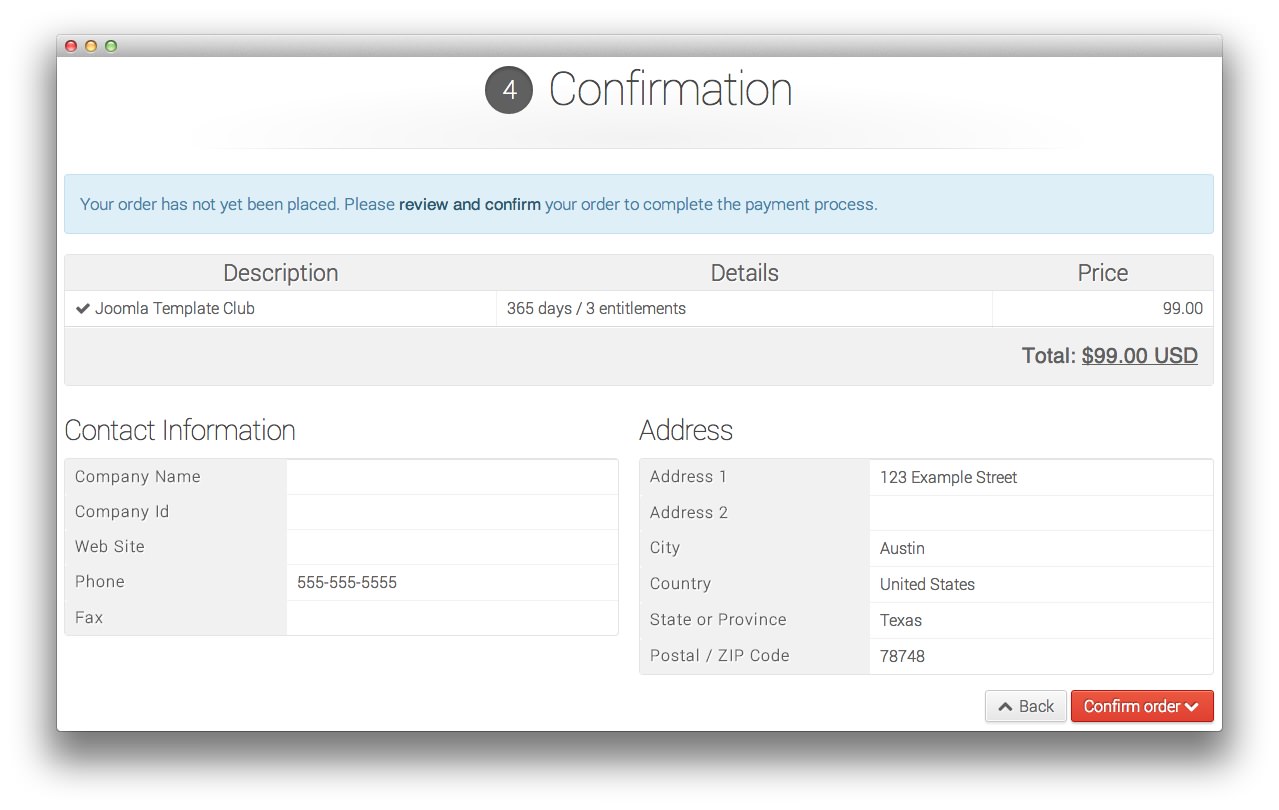 4 Confirmation
Your order has not yet been placed. Please review and confirm your order to complete the payment process.
Description Details Price
Joomla Template Club 365 days / 3 entitlements 99.00
Total: $99.00 USD
Contact Information
Company Name
Company Id
Web Site
Phone 555-555-5555
Fax
Address
Address 1 123 Example Street
Address 2
City Austin
Country United States
State or Province Texas
Postal / ZIP Code 78748
Back Confirm order